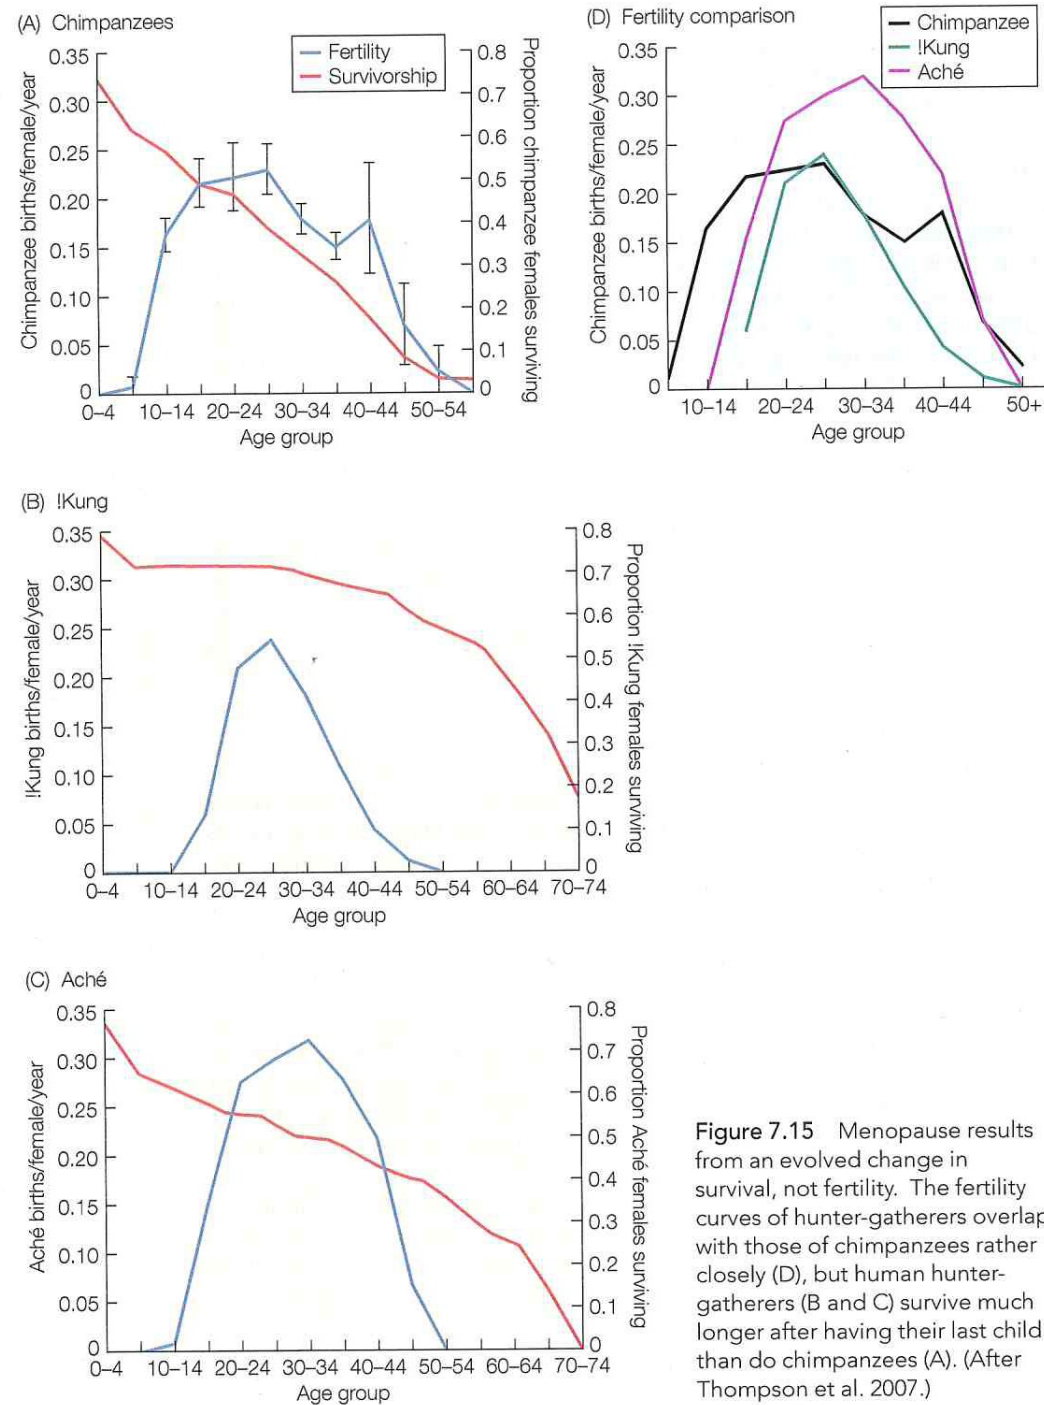 (A) Chimpanzees
Fertility
Survivorship
Chimpanzee births/female/year
0.35
0.30
0.25
0.20
0.15
0.10
0.05
0
0.8
0.7
0.6
0.5
0.4
0.3
0.2
0.1
0
Proportion chimpanzee females surviving
0–4 10–14 20–24 30–34 40–44 50–54
Age group
(D) Fertility comparison
Chimpanzee
!Kung
Aché
Chimpanzee births/female/year
0.35
0.30
0.25
0.20
0.15
0.10
0.05
0
10–14 20–24 30–34 40–44 50+
Age group
(B) !Kung
!Kung births/female/year
0.35
0.30
0.25
0.20
0.15
0.10
0.05
0
0.8
0.7
0.6
0.5
0.4
0.3
0.2
0.1
0
Proportion !Kung females surviving
0–4 10–14 20–24 30–34 40–44 50–54 60–64 70–74
Age group
(C) Aché
Aché births/female/year
0.35
0.30
0.25
0.20
0.15
0.10
0.05
0
0.8
0.7
0.6
0.5
0.4
0.3
0.2
0.1
0
Proportion Aché females surviving
0–4 10–14 20–24 30–34 40–44 50–54 60–64 70–74
Age group
Figure 7.15 Menopause results
from an evolved change in
survival, not fertility. The fertility
curves of hunter-gatherers overlap
with those of chimpanzees rather
closely (D), but human hunter-
gatherers (B and C) survive much
longer after having their last child
than do chimpanzees (A). (After
Thompson et al. 2007.)